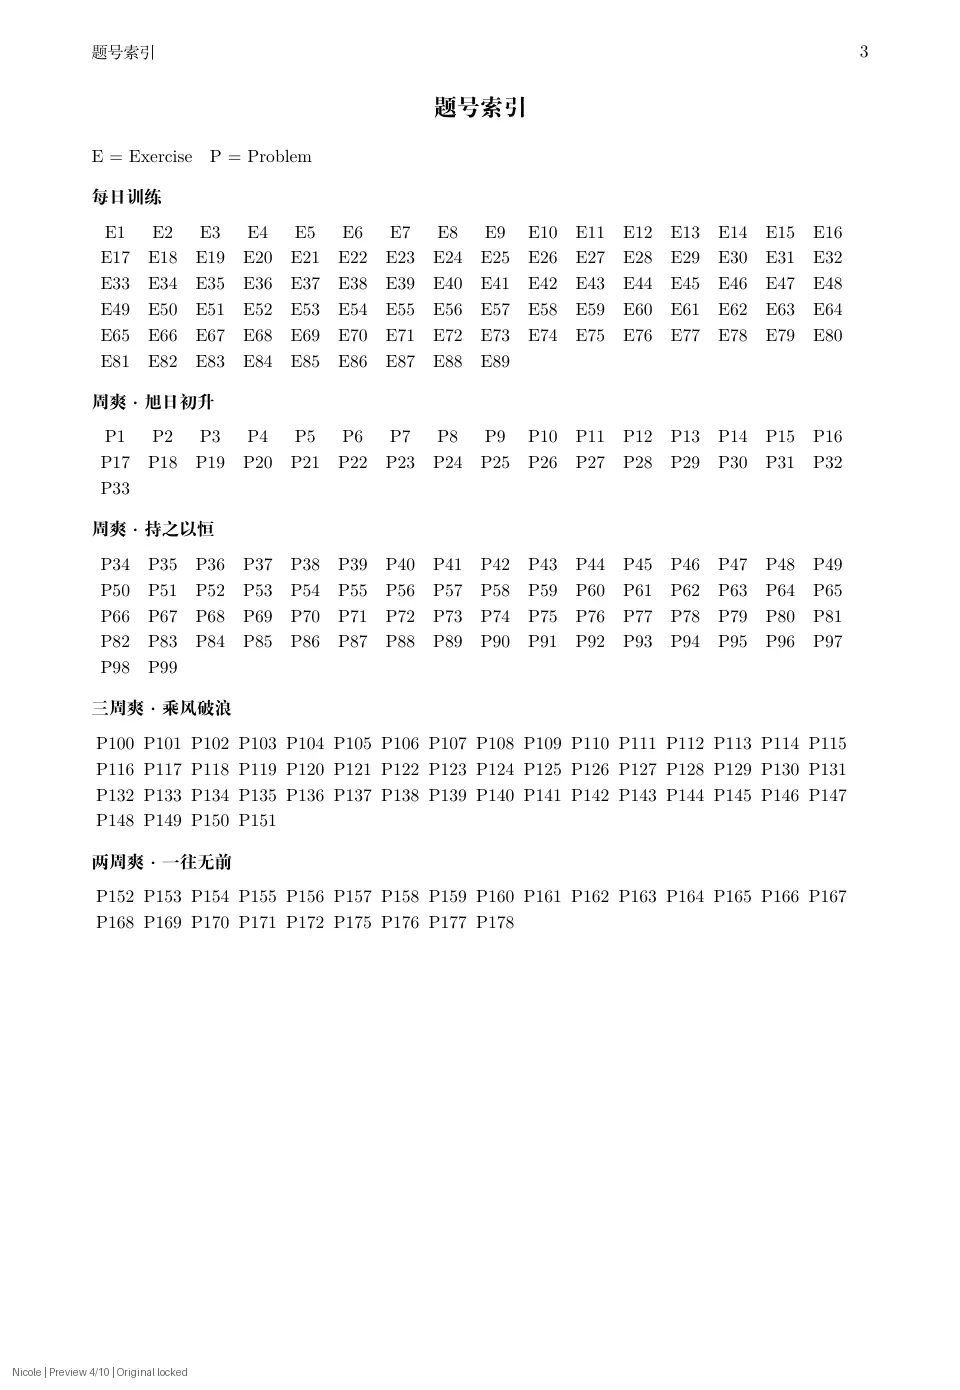 题号索引 3
题号索引
E = Exercise P = Problem
每日训练
E1 E2 E3 E4 E5 E6 E7 E8 E9 E10 E11 E12 E13 E14 E15 E16
E17 E18 E19 E20 E21 E22 E23 E24 E25 E26 E27 E28 E29 E30 E31 E32
E33 E34 E35 E36 E37 E38 E39 E40 E41 E42 E43 E44 E45 E46 E47 E48
E49 E50 E51 E52 E53 E54 E55 E56 E57 E58 E59 E60 E61 E62 E63 E64
E65 E66 E67 E68 E69 E70 E71 E72 E73 E74 E75 E76 E77 E78 E79 E80
E81 E82 E83 E84 E85 E86 E87 E88 E89
周爽 · 旭日初升
P1 P2 P3 P4 P5 P6 P7 P8 P9 P10 P11 P12 P13 P14 P15 P16
P17 P18 P19 P20 P21 P22 P23 P24 P25 P26 P27 P28 P29 P30 P31 P32
P33
周爽 · 持之以恒
P34 P35 P36 P37 P38 P39 P40 P41 P42 P43 P44 P45 P46 P47 P48 P49
P50 P51 P52 P53 P54 P55 P56 P57 P58 P59 P60 P61 P62 P63 P64 P65
P66 P67 P68 P69 P70 P71 P72 P73 P74 P75 P76 P77 P78 P79 P80 P81
P82 P83 P84 P85 P86 P87 P88 P89 P90 P91 P92 P93 P94 P95 P96 P97
P98 P99
三周爽 · 乘风破浪
P100 P101 P102 P103 P104 P105 P106 P107 P108 P109 P110 P111 P112 P113 P114 P115
P116 P117 P118 P119 P120 P121 P122 P123 P124 P125 P126 P127 P128 P129 P130 P131
P132 P133 P134 P135 P136 P137 P138 P139 P140 P141 P142 P143 P144 P145 P146 P147
P148 P149 P150 P151
两周爽 · 一往无前
P152 P153 P154 P155 P156 P157 P158 P159 P160 P161 P162 P163 P164 P165 P166 P167
P168 P169 P170 P171 P172 P175 P176 P177 P178
Nicole | Preview 4/10 | Original locked